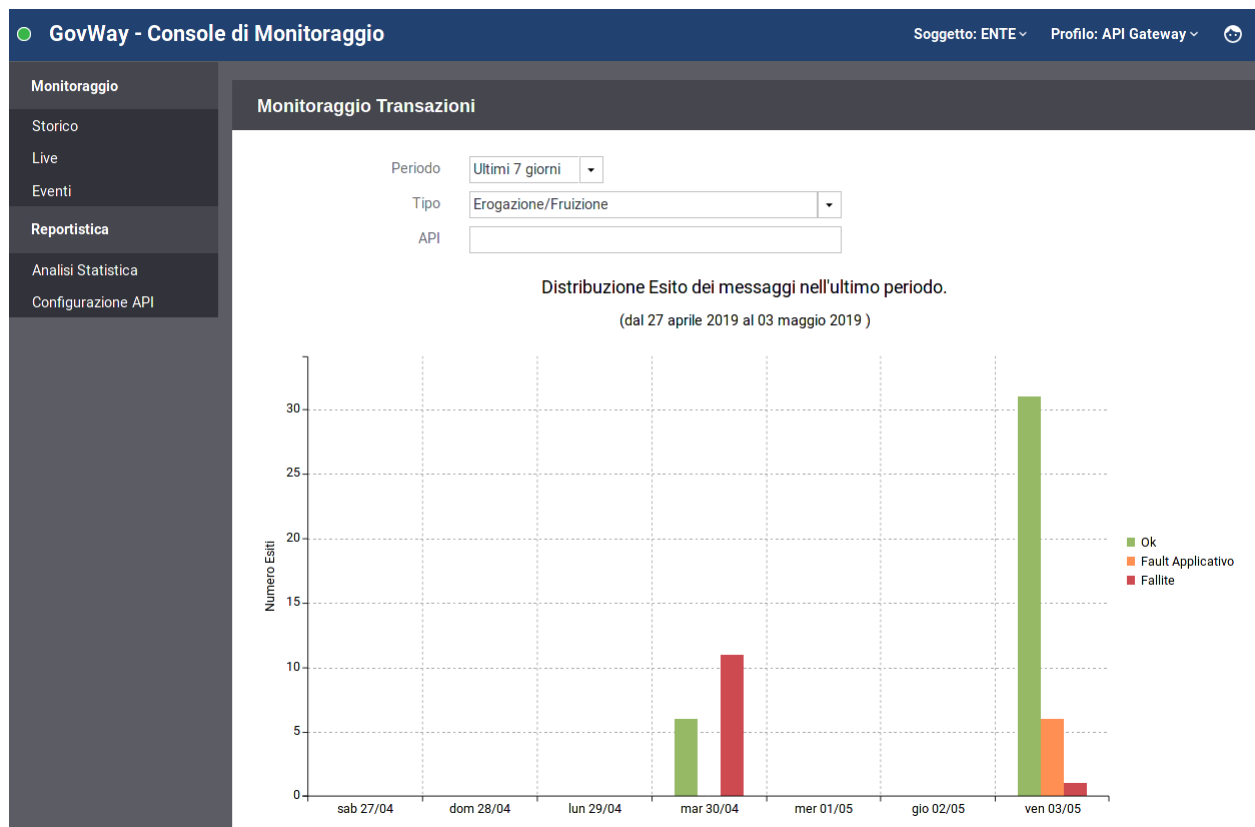 GovWay - Console di Monitoraggio
Soggetto: ENTE
Profilo: API Gateway
Monitoraggio
Storico
Live
Eventi
Reportistica
Analisi Statistica
Configurazione API
Monitoraggio Transazioni
Periodo
Ultimi 7 giorni
Tipo
Erogazione/Fruizione
API
Distribuzione Esito dei messaggi nell'ultimo periodo.
(dal 27 aprile 2019 al 03 maggio 2019 )
Numero Esiti
30
25
20
15
10
5
0
sab 27/04
dom 28/04
lun 29/04
mar 30/04
mer 01/05
gio 02/05
ven 03/05
Ok
Fault Applicativo
Fallite